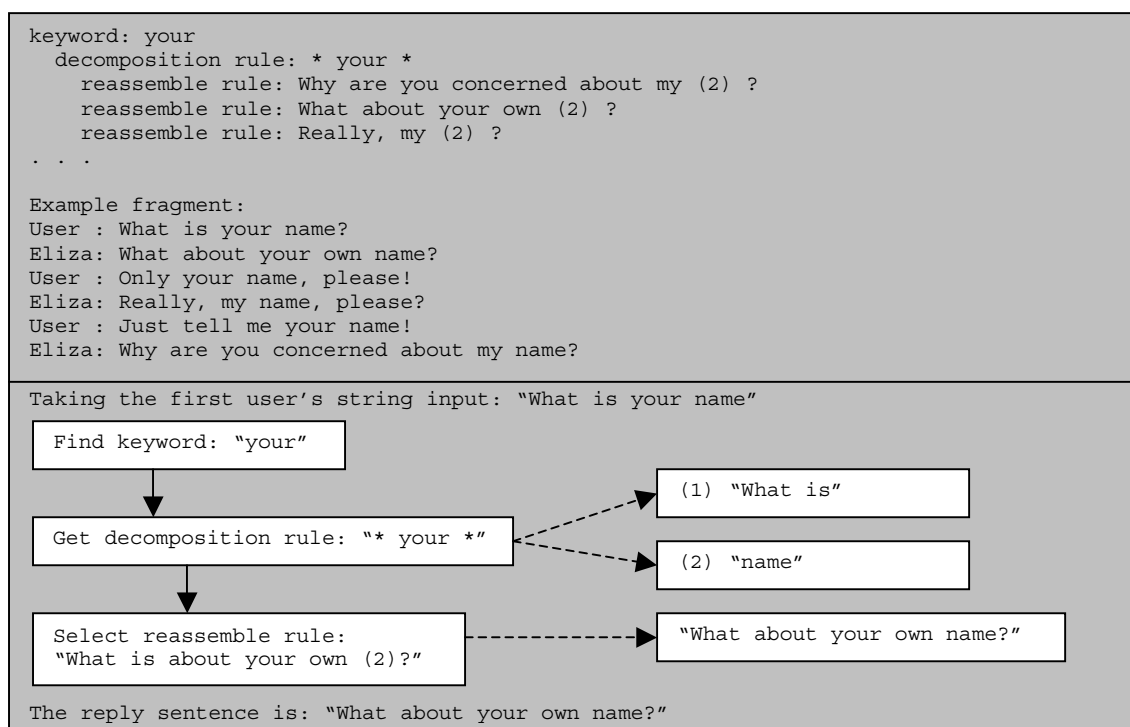 keyword: your
decomposition rule: * your *
reassemble rule: Why are you concerned about my (2) ?
reassemble rule: What about your own (2) ?
reassemble rule: Really, my (2) ?
. . .
Example fragment:
User : What is your name?
Eliza: What about your own name?
User : Only your name, please!
Eliza: Really, my name, please?
User : Just tell me your name!
Eliza: Why are you concerned about my name?
Taking the first user’s string input: “What is your name”
Find keyword: “your”
(1) “What is”
Get decomposition rule: “* your *”
(2) “name”
Select reassemble rule:
“What is about your own (2)?”
“What about your own name?”
The reply sentence is: “What about your own name?”